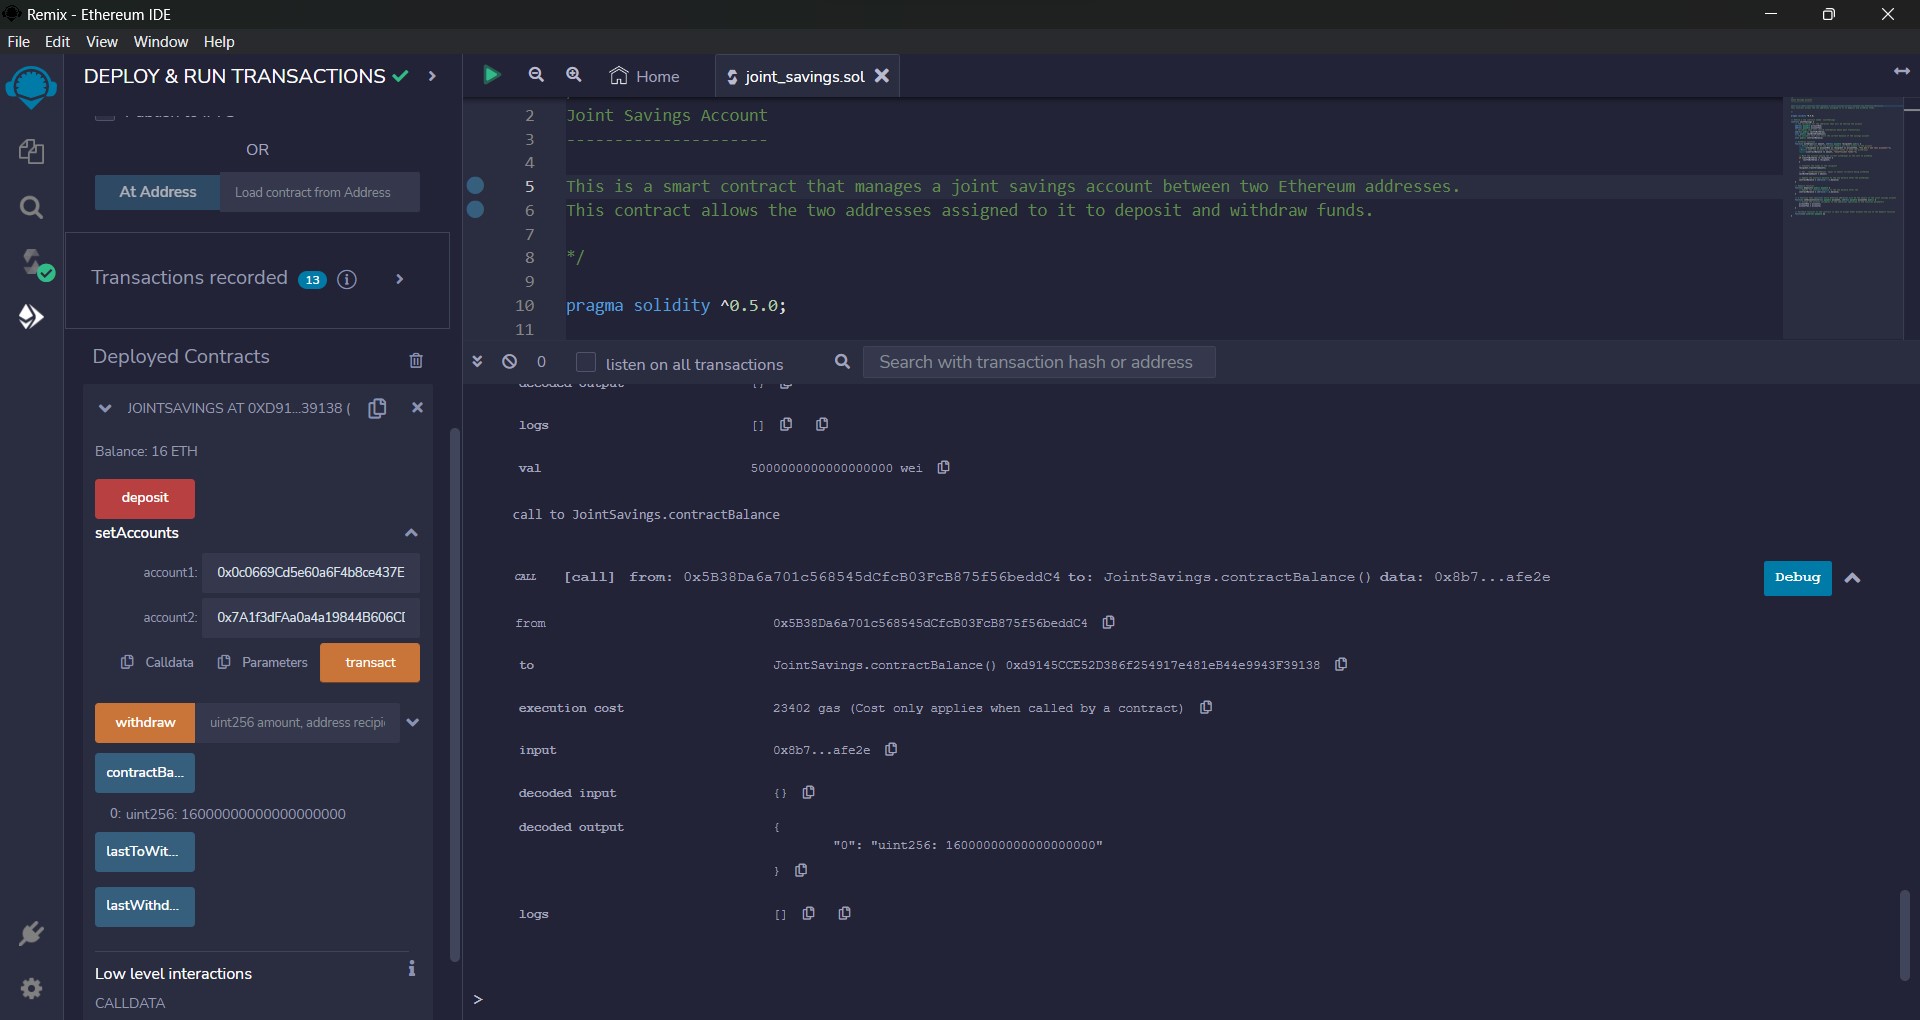 Remix - Ethereum IDE
File Edit View Window Help
DEPLOY & RUN TRANSACTIONS
OR
At Address Load contract from Address
Transactions recorded 13
Deployed Contracts
JOINTSAVINGS AT 0XD91...39138 (
Balance: 16 ETH
deposit
setAccounts
account1: 0x0c0669Cd5e60a6F4b8ce437E
account2: 0x7A1f3dFAa0a4a19844B606CI
Calldata Parameters transact
withdraw uint256 amount, address recipi
contractBa...
0: uint256: 16000000000000000000
lastToWit...
lastWithd...
Low level interactions
CALLDATA
Home joint_savings.sol
2 Joint Savings Account
3 ---------------------
4
5 This is a smart contract that manages a joint savings account between two Ethereum addresses.
6 This contract allows the two addresses assigned to it to deposit and withdraw funds.
7
8 */
9
10 pragma solidity ^0.5.0;
11
0 listen on all transactions Search with transaction hash or address
decoded output {}
logs []
val 5000000000000000000 wei
call to JointSavings.contractBalance
CALL [call] from: 0x5B38Da6a701c568545dCfcB03FcB875f56beddC4 to: JointSavings.contractBalance() data: 0x8b7...afe2e Debug
from 0x5B38Da6a701c568545dCfcB03FcB875f56beddC4
to JointSavings.contractBalance() 0xd9145CCE52D386f254917e481eB44e9943F39138
execution cost 23402 gas (Cost only applies when called by a contract)
input 0x8b7...afe2e
decoded input {}
decoded output {
"0": "uint256: 16000000000000000000"
}
logs []
>